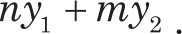 ny₁ + my₂ .